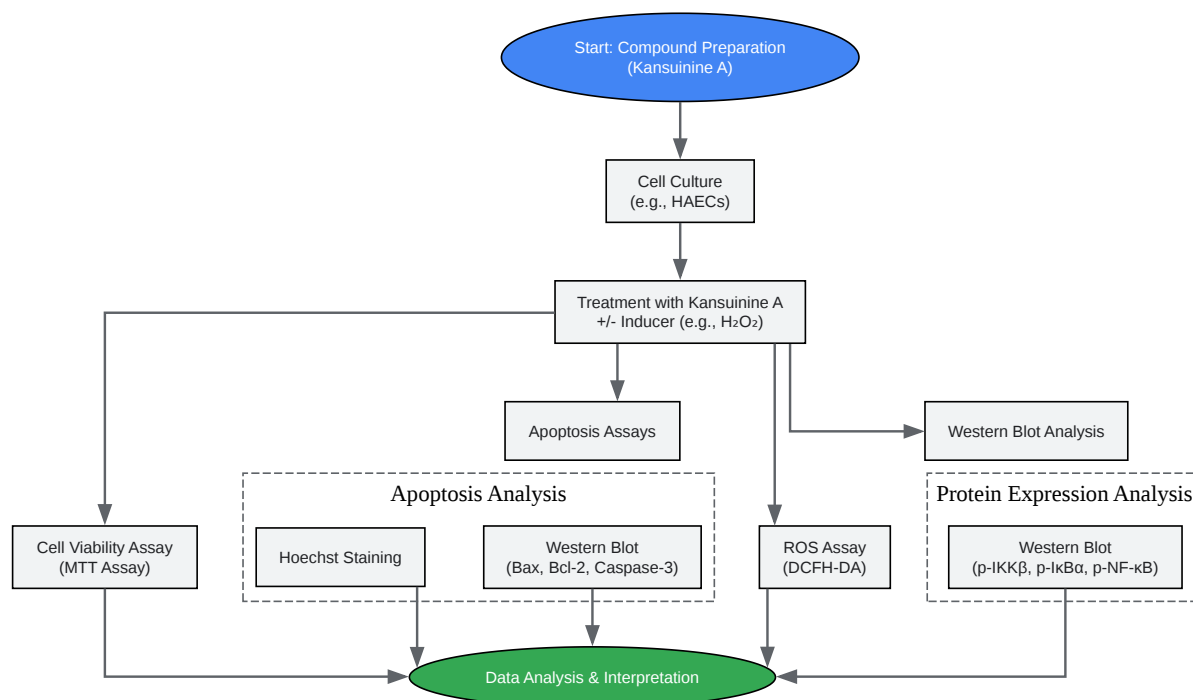 Start: Compound Preparation
(Kansuinine A)
Cell Culture
(e.g., HAECs)
Treatment with Kansuinine A
+/- Inducer (e.g., H₂O₂)
Apoptosis Assays
Western Blot Analysis
Apoptosis Analysis
Protein Expression Analysis
Cell Viability Assay
(MTT Assay)
Hoechst Staining
Western Blot
(Bax, Bcl-2, Caspase-3)
ROS Assay
(DCFH-DA)
Western Blot
(p-IKKβ, p-IκBα, p-NF-κB)
Data Analysis & Interpretation